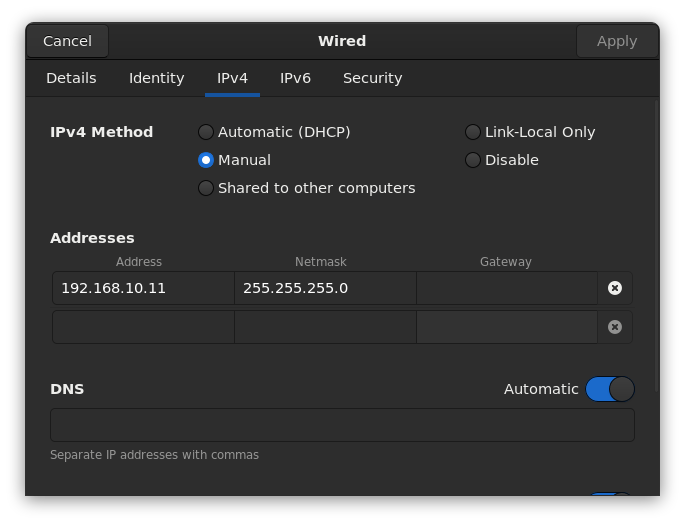 Cancel Wired Apply
Details Identity IPv4 IPv6 Security
IPv4 Method Automatic (DHCP) Link-Local Only
Manual Disable
Shared to other computers
Addresses
Address Netmask Gateway
192.168.10.11 255.255.255.0
DNS Automatic
Separate IP addresses with commas